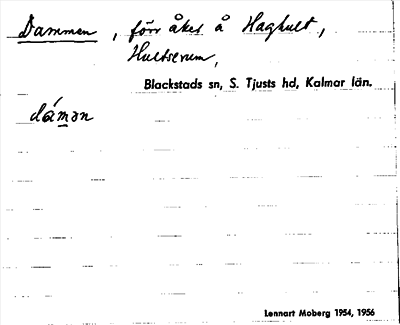 Dammen, förr åker å Haghult,
Hultserum,
Blackstads sn, S. Tjusts hd, Kalmar län.
dámən
Lennart Moberg 1954, 1956